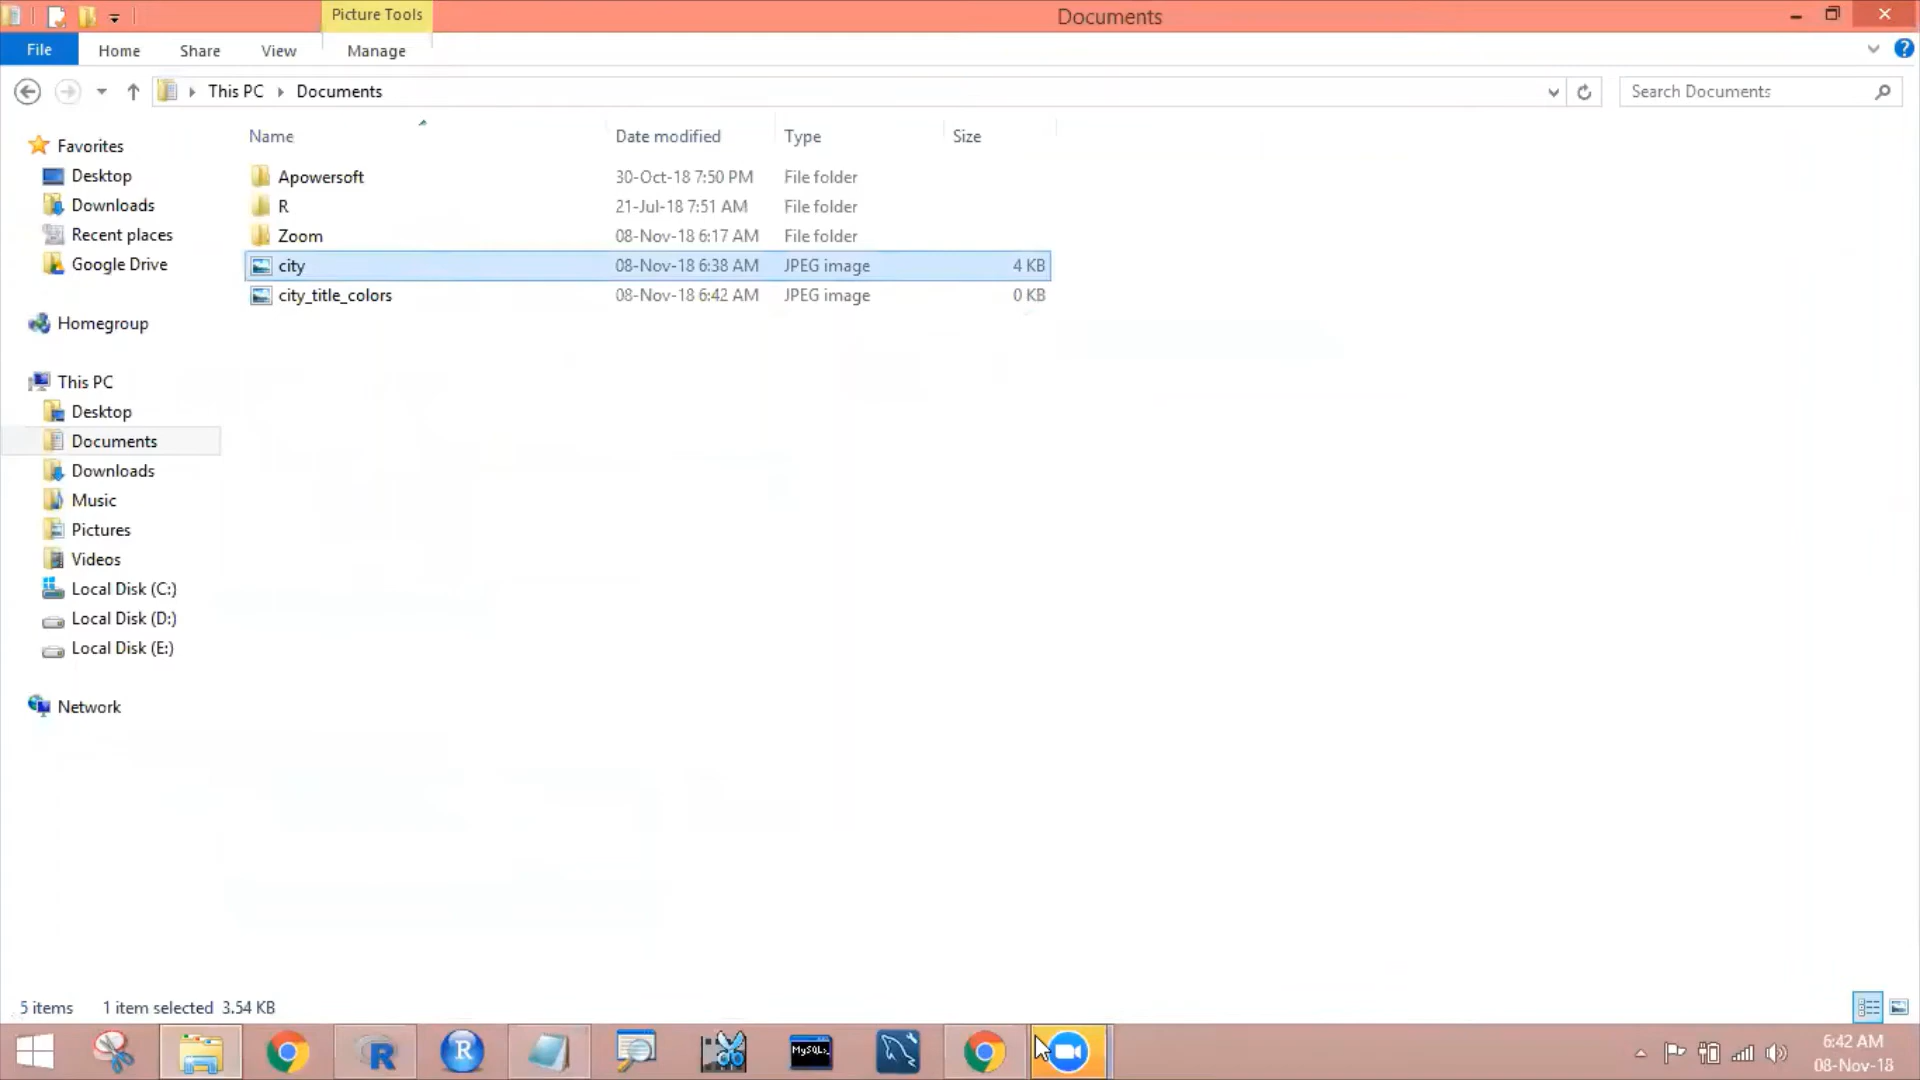 Picture Tools
Documents
File Home Share View Manage
This PC Documents
Search Documents
Name Date modified Type Size
Favorites
Desktop
Downloads
Recent places
Google Drive
Homegroup
This PC
Desktop
Documents
Downloads
Music
Pictures
Videos
Local Disk (C:)
Local Disk (D:)
Local Disk (E:)
Network
Apowersoft 30-Oct-18 7:50 PM File folder
R 21-Jul-18 7:51 AM File folder
Zoom 08-Nov-18 6:17 AM File folder
city 08-Nov-18 6:38 AM JPEG image 4 KB
city_title_colors 08-Nov-18 6:42 AM JPEG image 0 KB
5 items 1 item selected 3.54 KB
R
R
MySQL>_
6:42 AM
08-Nov-18